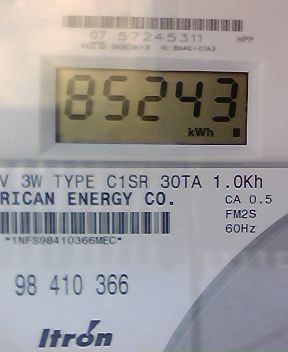 07 57245311
85243
kWh
V 3W TYPE C1SR 30TA 1.0Kh
RICAN ENERGY CO.
CA 0.5
FM2S
60Hz
*1NFS98410366MEC*
98 410 366
Itrón